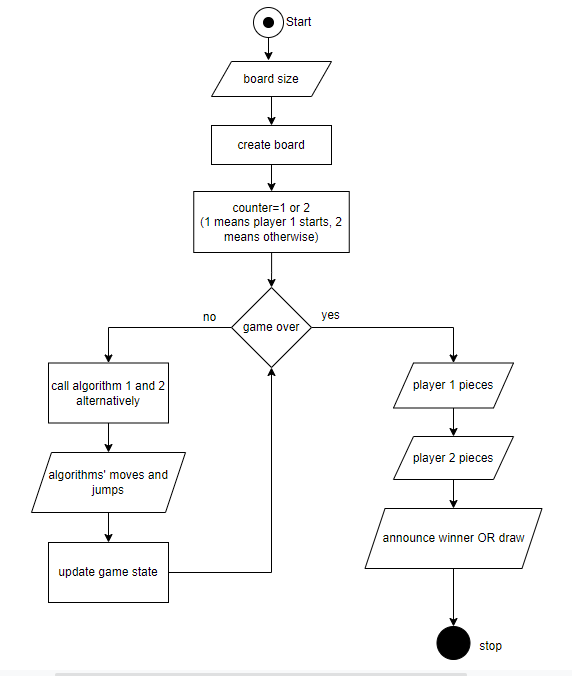 Start
board size
create board
counter=1 or 2
(1 means player 1 starts, 2
means otherwise)
game over
no
yes
call algorithm 1 and 2
alternatively
algorithms' moves and
jumps
update game state
player 1 pieces
player 2 pieces
announce winner OR draw
stop